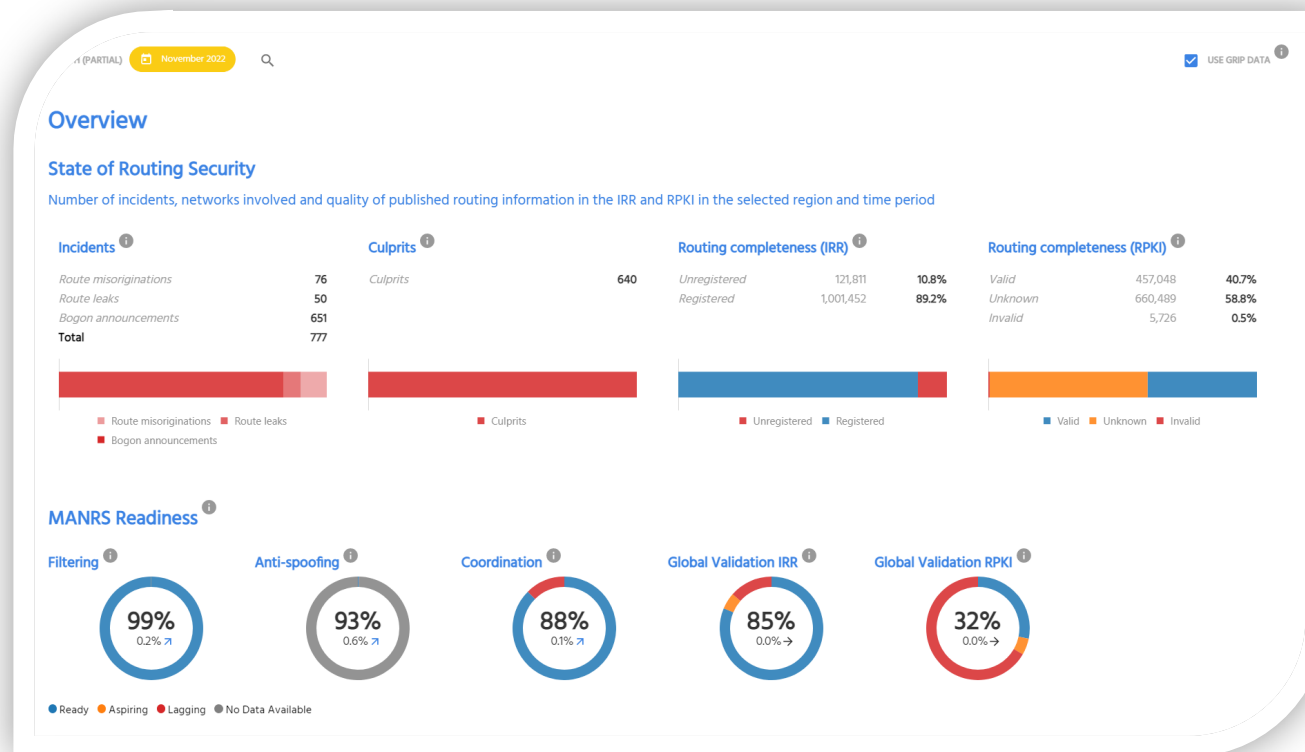 (PARTIAL) November 2022 USE GRIP DATA
Overview
State of Routing Security
Number of incidents, networks involved and quality of published routing information in the IRR and RPKI in the selected region and time period
Incidents
Route misoriginations 76
Route leaks 50
Bogon announcements 651
Total 777
Route misoriginations Route leaks
Bogon announcements
Culprits
Culprits 640
Culprits
Routing completeness (IRR)
Unregistered 121,811 10.8%
Registered 1,001,452 89.2%
Unregistered Registered
Routing completeness (RPKI)
Valid 457,048 40.7%
Unknown 660,489 58.8%
Invalid 5,726 0.5%
Valid Unknown Invalid
MANRS Readiness
Filtering
99%
0.2%
Anti-spoofing
93%
0.6%
Coordination
88%
0.1%
Global Validation IRR
85%
0.0%
Global Validation RPKI
32%
0.0%
Ready Aspiring Lagging No Data Available